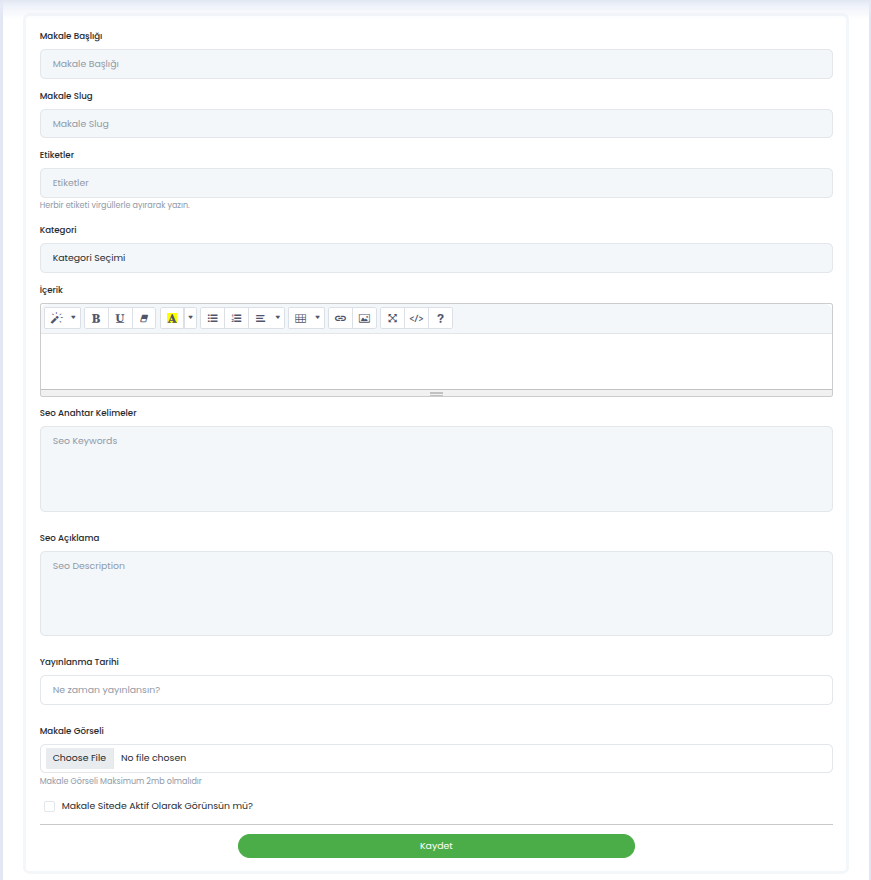 Makale Başlığı
Makale Başlığı
Makale Slug
Makale Slug
Etiketler
Etiketler
Herbir etiketi virgüllerle ayırarak yazın.
Kategori
Kategori Seçimi
İçerik
B U A </> ?
Seo Anahtar Kelimeler
Seo Keywords
Seo Açıklama
Seo Description
Yayınlanma Tarihi
Ne zaman yayınlansın?
Makale Görseli
Choose File No file chosen
Makale Görseli Maksimum 2mb olmalıdır
Makale Sitede Aktif Olarak Görünsün mü?
Kaydet